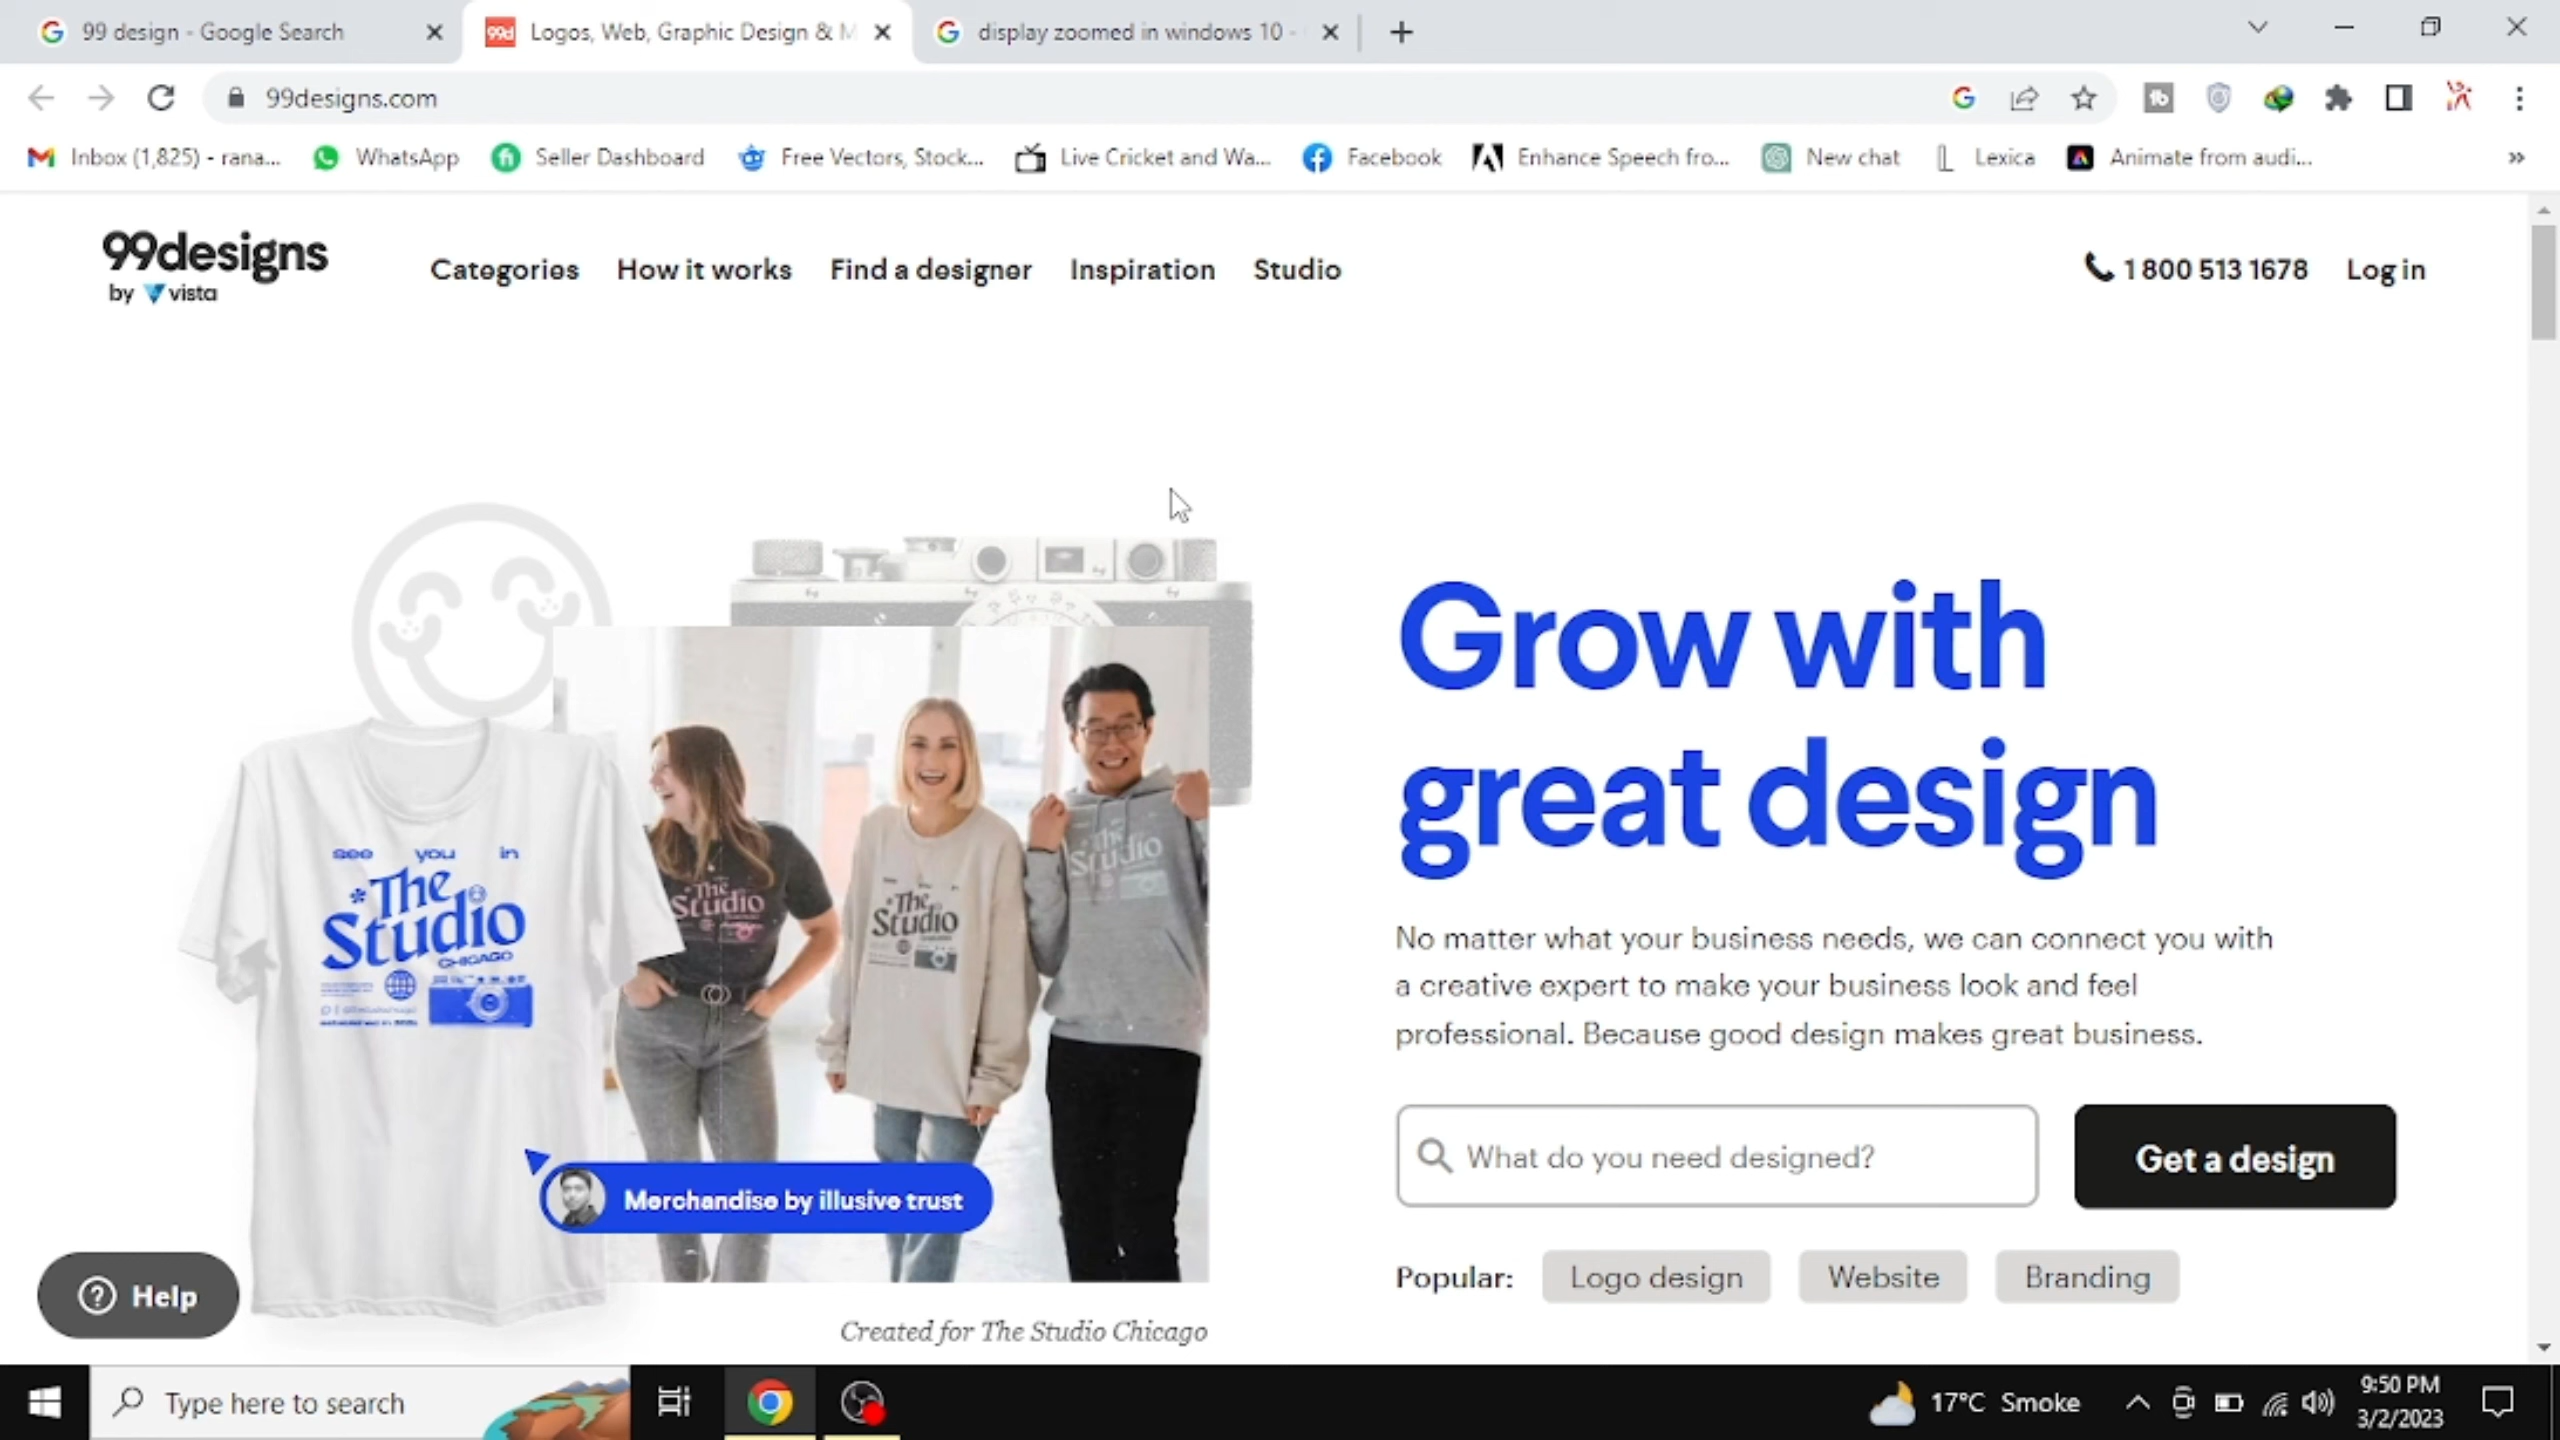 99 design - Google Search
Logos, Web, Graphic Design & M
display zoomed in windows 10 -
99designs.com
Inbox (1,825) - rana...
WhatsApp
Seller Dashboard
Free Vectors, Stock...
Live Cricket and Wa...
Facebook
Enhance Speech fro...
New chat
Lexica
Animate from audi...
99designs
by vista
Categories
How it works
Find a designer
Inspiration
Studio
1 800 513 1678
Log in
Grow with
great design
No matter what your business needs, we can connect you with
a creative expert to make your business look and feel
professional. Because good design makes great business.
What do you need designed?
Get a design
Popular:
Logo design
Website
Branding
see you in
The
Studio
CHICAGO
The
Studio
The
Studio
The
Studio
Merchandise by illusive trust
Created for The Studio Chicago
Help
Type here to search
17°C Smoke
9:50 PM
3/2/2023